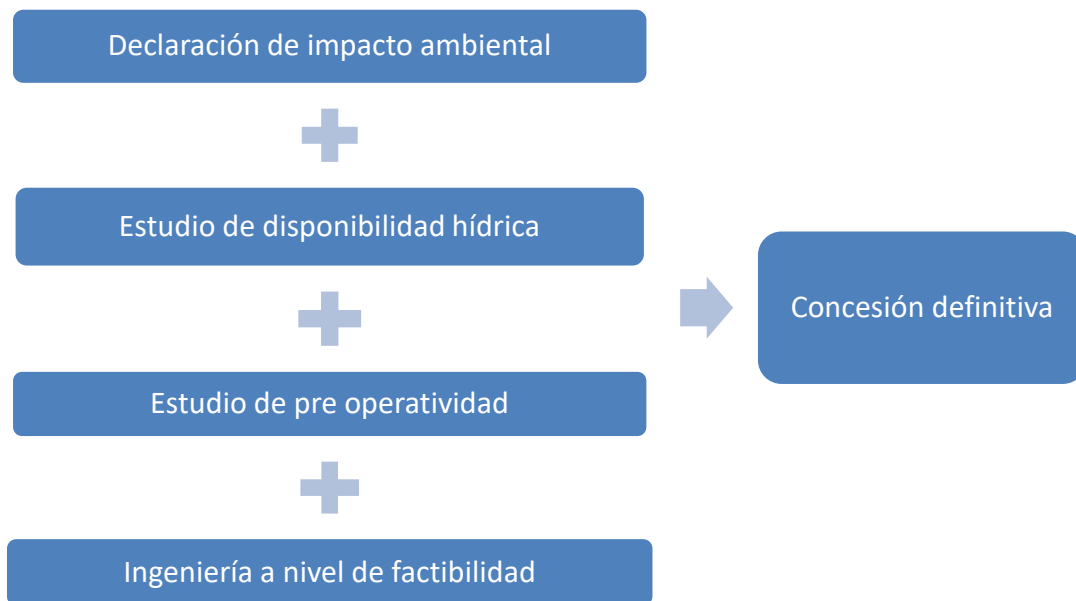 Declaración de impacto ambiental
Estudio de disponibilidad hídrica
Estudio de pre operatividad
Ingeniería a nivel de factibilidad
Concesión definitiva